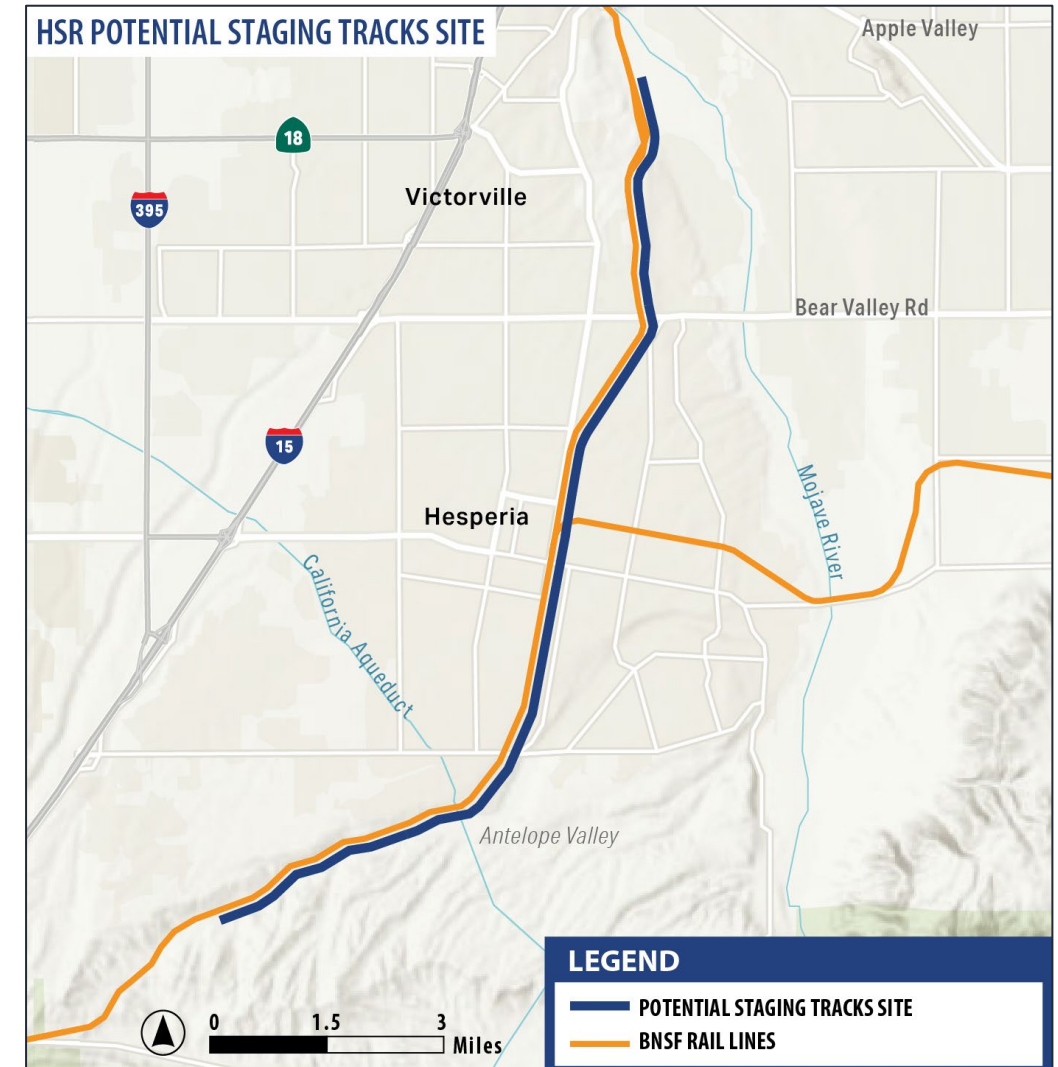 HSR POTENTIAL STAGING TRACKS SITE
Apple Valley
18
Victorville
395
Bear Valley Rd
15
Mojave River
Hesperia
California Aqueduct
Antelope Valley
LEGEND
POTENTIAL STAGING TRACKS SITE
BNSF RAIL LINES
0 1.5 3
Miles